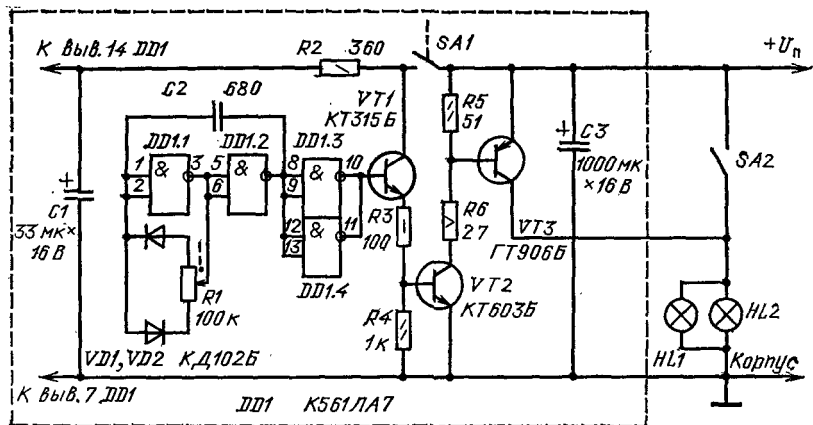 К выв.14 DD1
R2 360
SA1
+Uп
C2 680
VT1
КТ315Б
R5
51
C3
1000 мк
×16 В
SA2
DD1.1
DD1.2
DD1.3
1
2
&
3
5
6
&
8
9
&
10
+
C1
33 мк×
16 В
12
13
&
11
DD1.4
R3
100
R6
27
VT3
ГТ906Б
R1
100 к
VT2
КТ603Б
R4
1к
HL2
HL1
VD1, VD2 КД102Б
Корпус
К выв.7 DD1
DD1 К561ЛА7